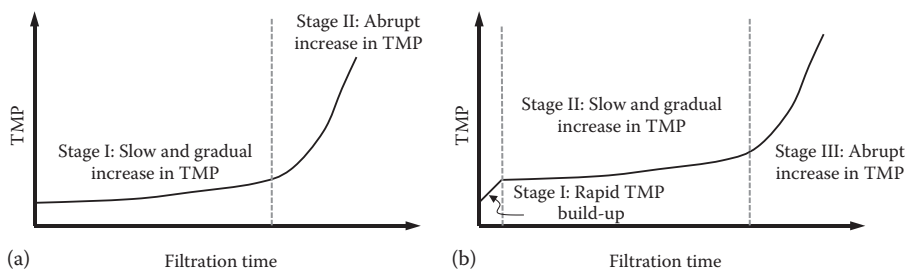 Stage II: Abrupt
increase in TMP
TMP
Stage I: Slow and gradual
increase in TMP
(a)
Filtration time
Stage II: Slow and gradual
increase in TMP
TMP
Stage III: Abrupt
increase in TMP
Stage I: Rapid TMP
build-up
(b)
Filtration time